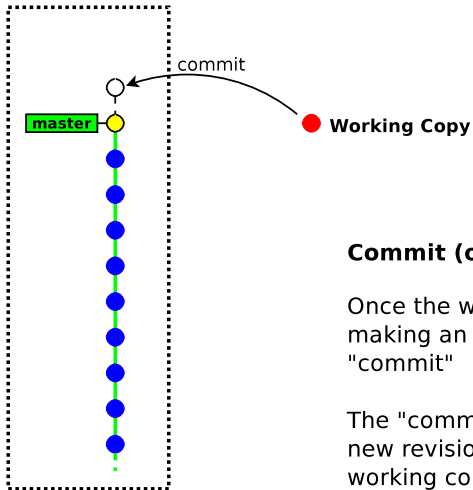 commit
master
Working Copy
Commit (
Once the w
making an
"commit"
The "comm
new revisio
working co